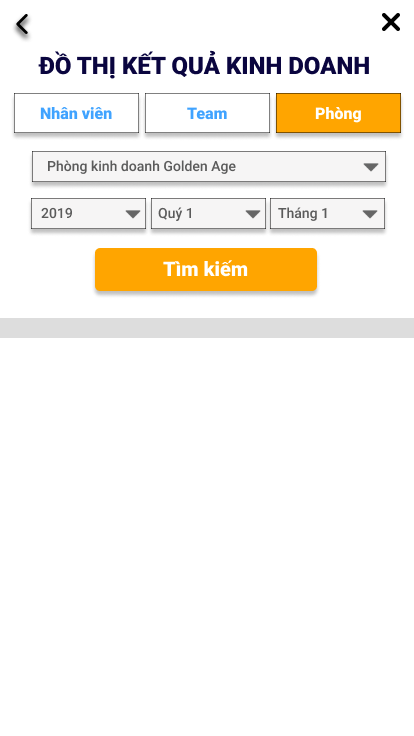 ĐỒ THỊ KẾT QUẢ KINH DOANH
Nhân viên Team Phòng
Phòng kinh doanh Golden Age
2019 Quý 1 Tháng 1
Tìm kiếm